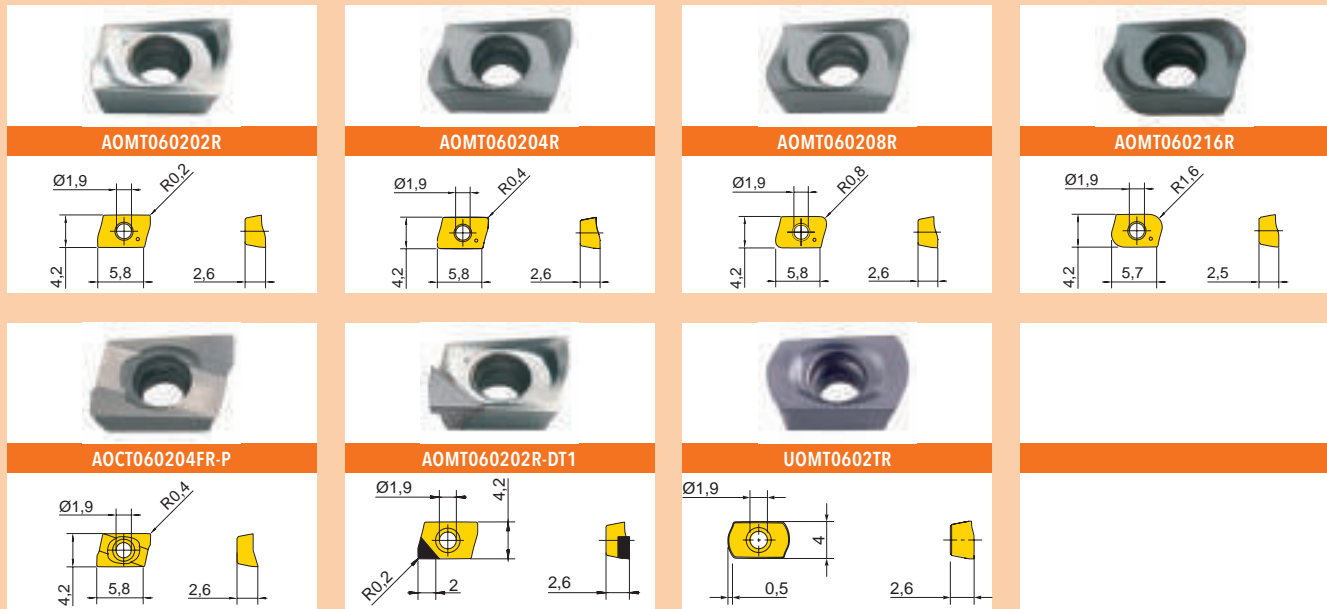 AOMT060202R
AOMT060204R
AOMT060208R
AOMT060216R
Ø1,9
R0,2
4,2
5,8
2,6
Ø1,9
R0,4
4,2
5,8
2,6
Ø1,9
R0,8
4,2
5,8
2,6
Ø1,9
R1,6
4,2
5,7
2,5
AOCT060204FR-P
AOMT060202R-DT1
UOMT0602TR
Ø1,9
R0,4
4,2
5,8
2,6
Ø1,9
4,2
R0,2
2
2,6
Ø1,9
4
0,5
2,6